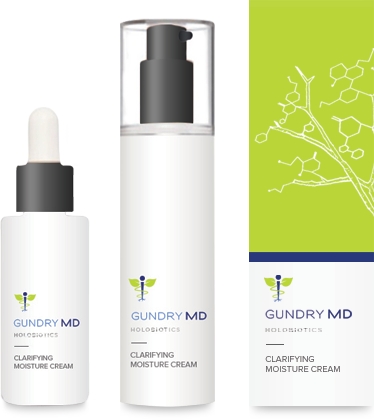 GUNDRY MD
HOLOBIOTICS
CLARIFYING
MOISTURE CREAM
GUNDRY MD
HOLOBIOTICS
CLARIFYING
MOISTURE CREAM
GUNDRY MD
HOLOBIOTICS
CLARIFYING
MOISTURE CREAM